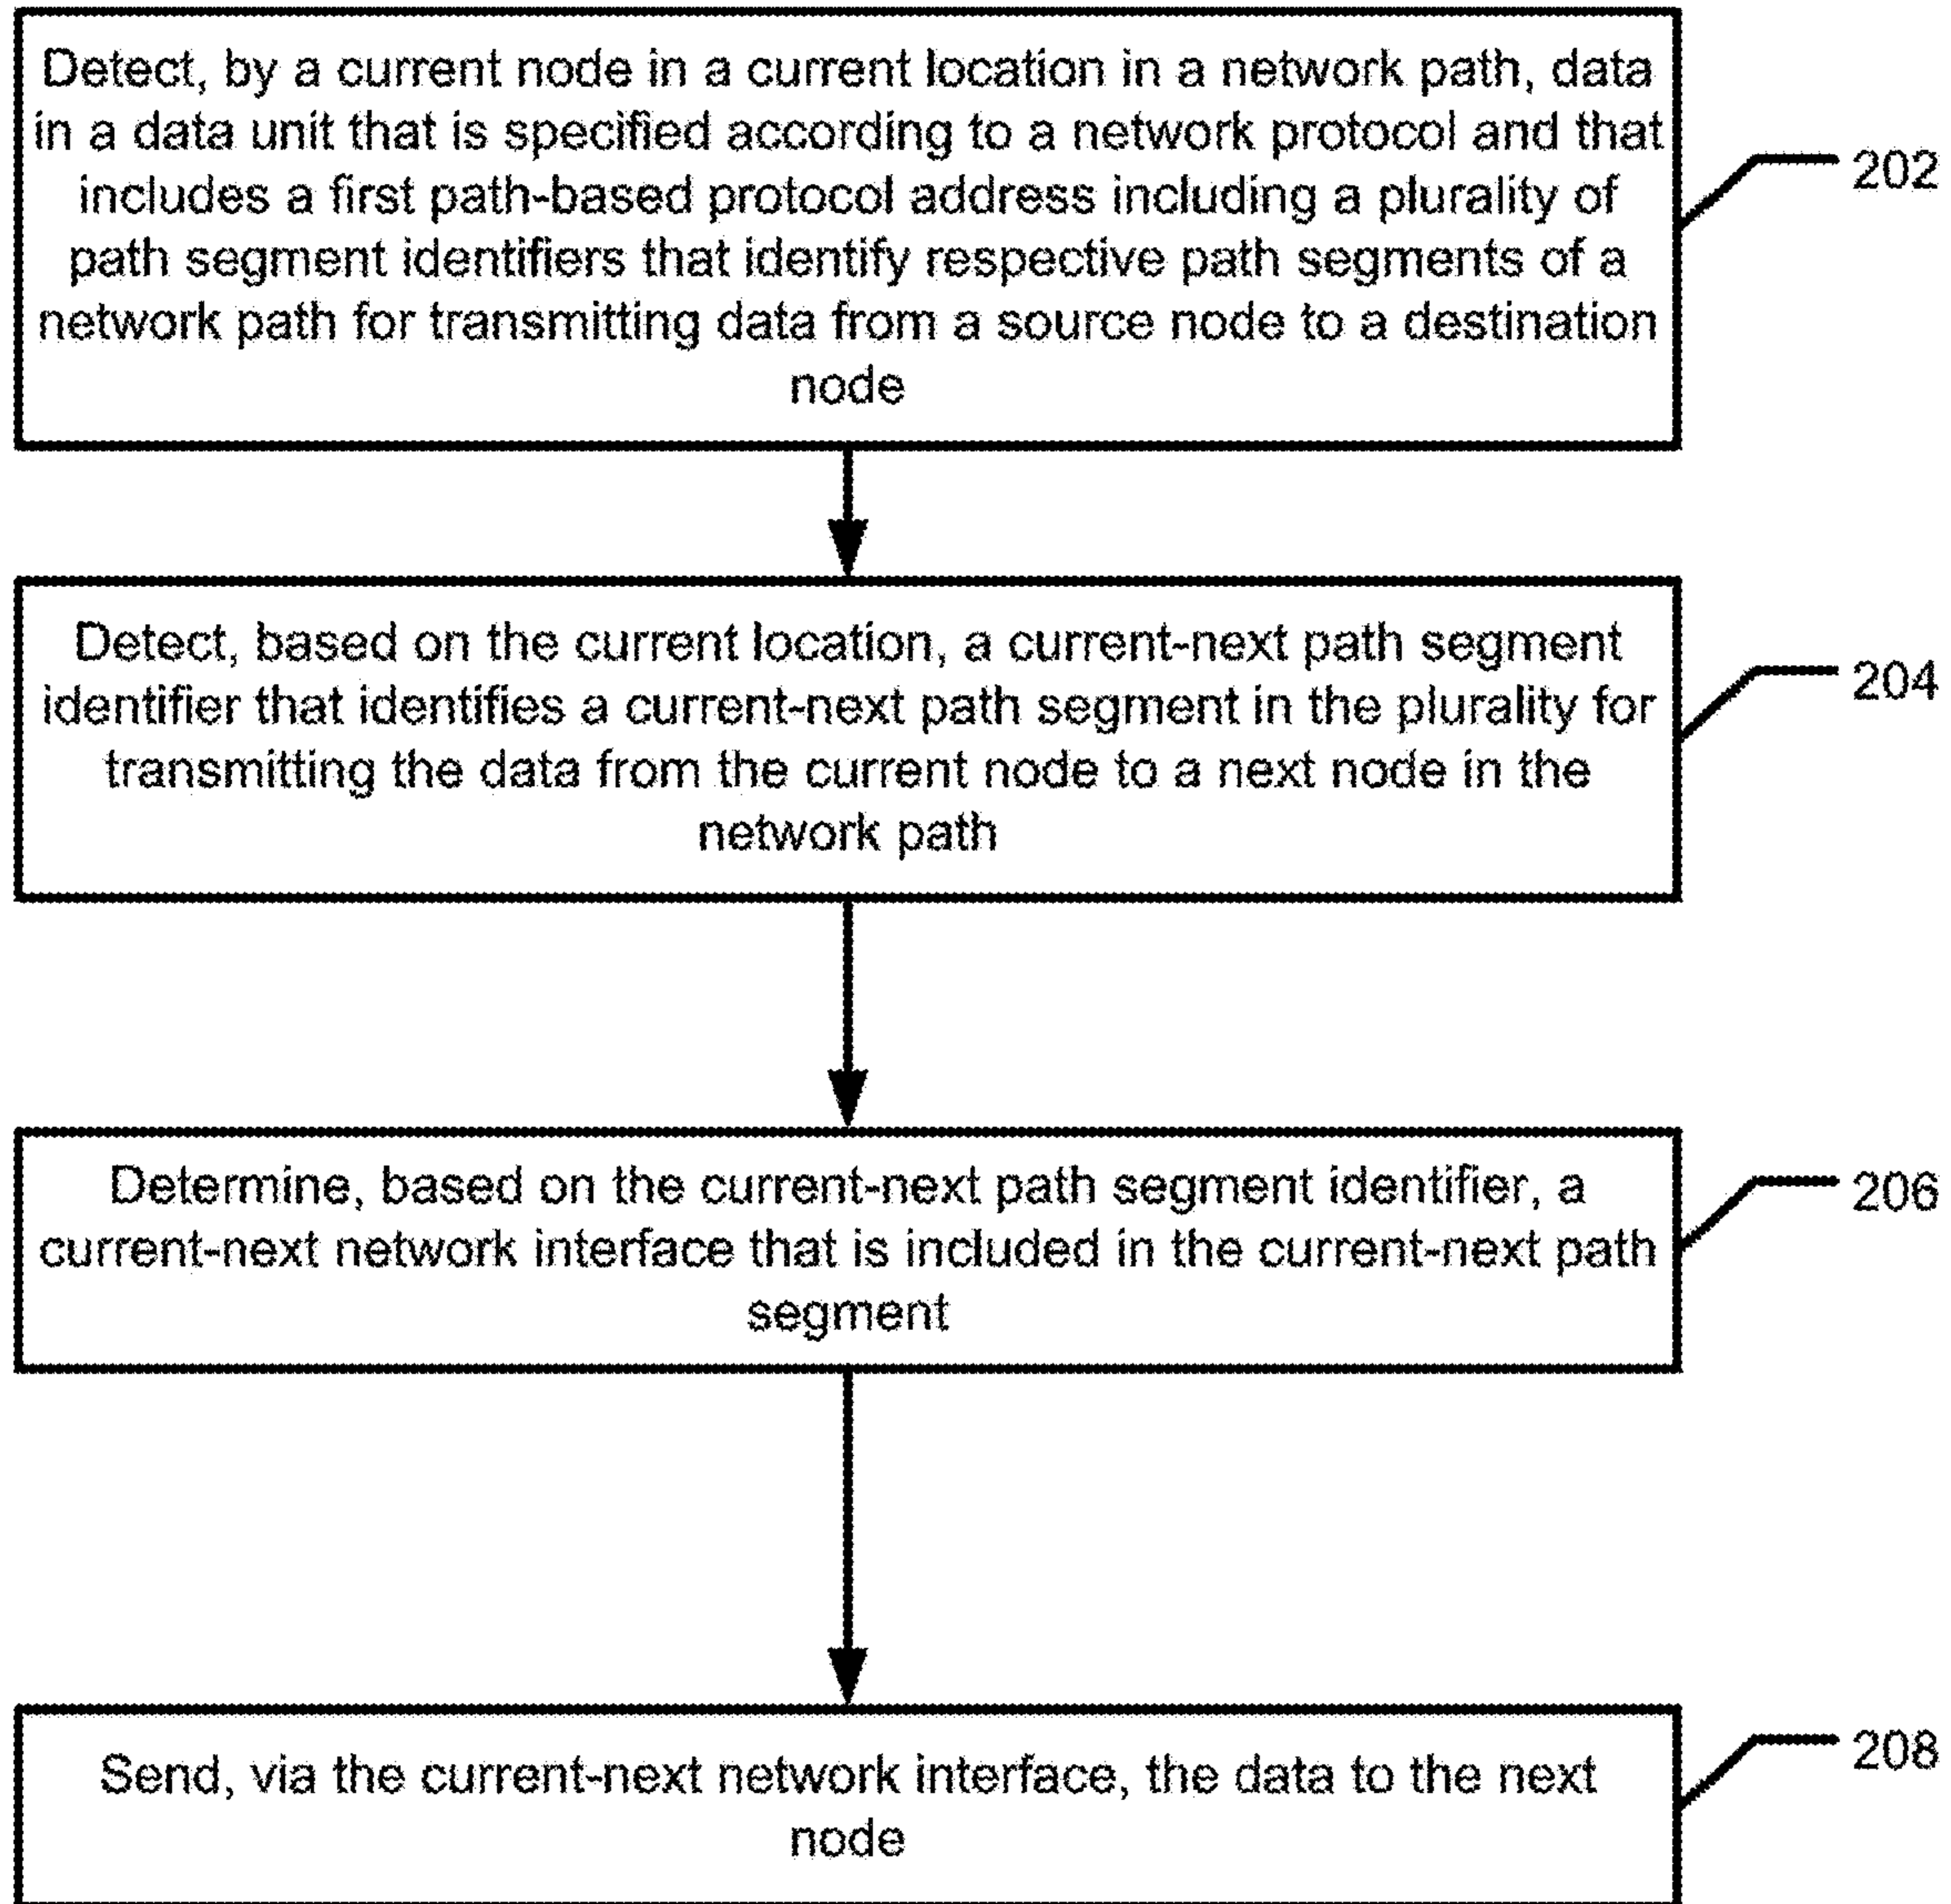 Detect, by a current node in a current location in a network path, data
in a data unit that is specified according to a network protocol and that
includes a first path-based protocol address including a plurality of
path segment identifiers that identify respective path segments of a
network path for transmitting data from a source node to a destination
node
202
Detect, based on the current location, a current-next path segment
identifier that identifies a current-next path segment in the plurality for
transmitting the data from the current node to a next node in the
network path
204
Determine, based on the current-next path segment identifier, a
current-next network interface that is included in the current-next path
segment
206
Send, via the current-next network interface, the data to the next
node
208